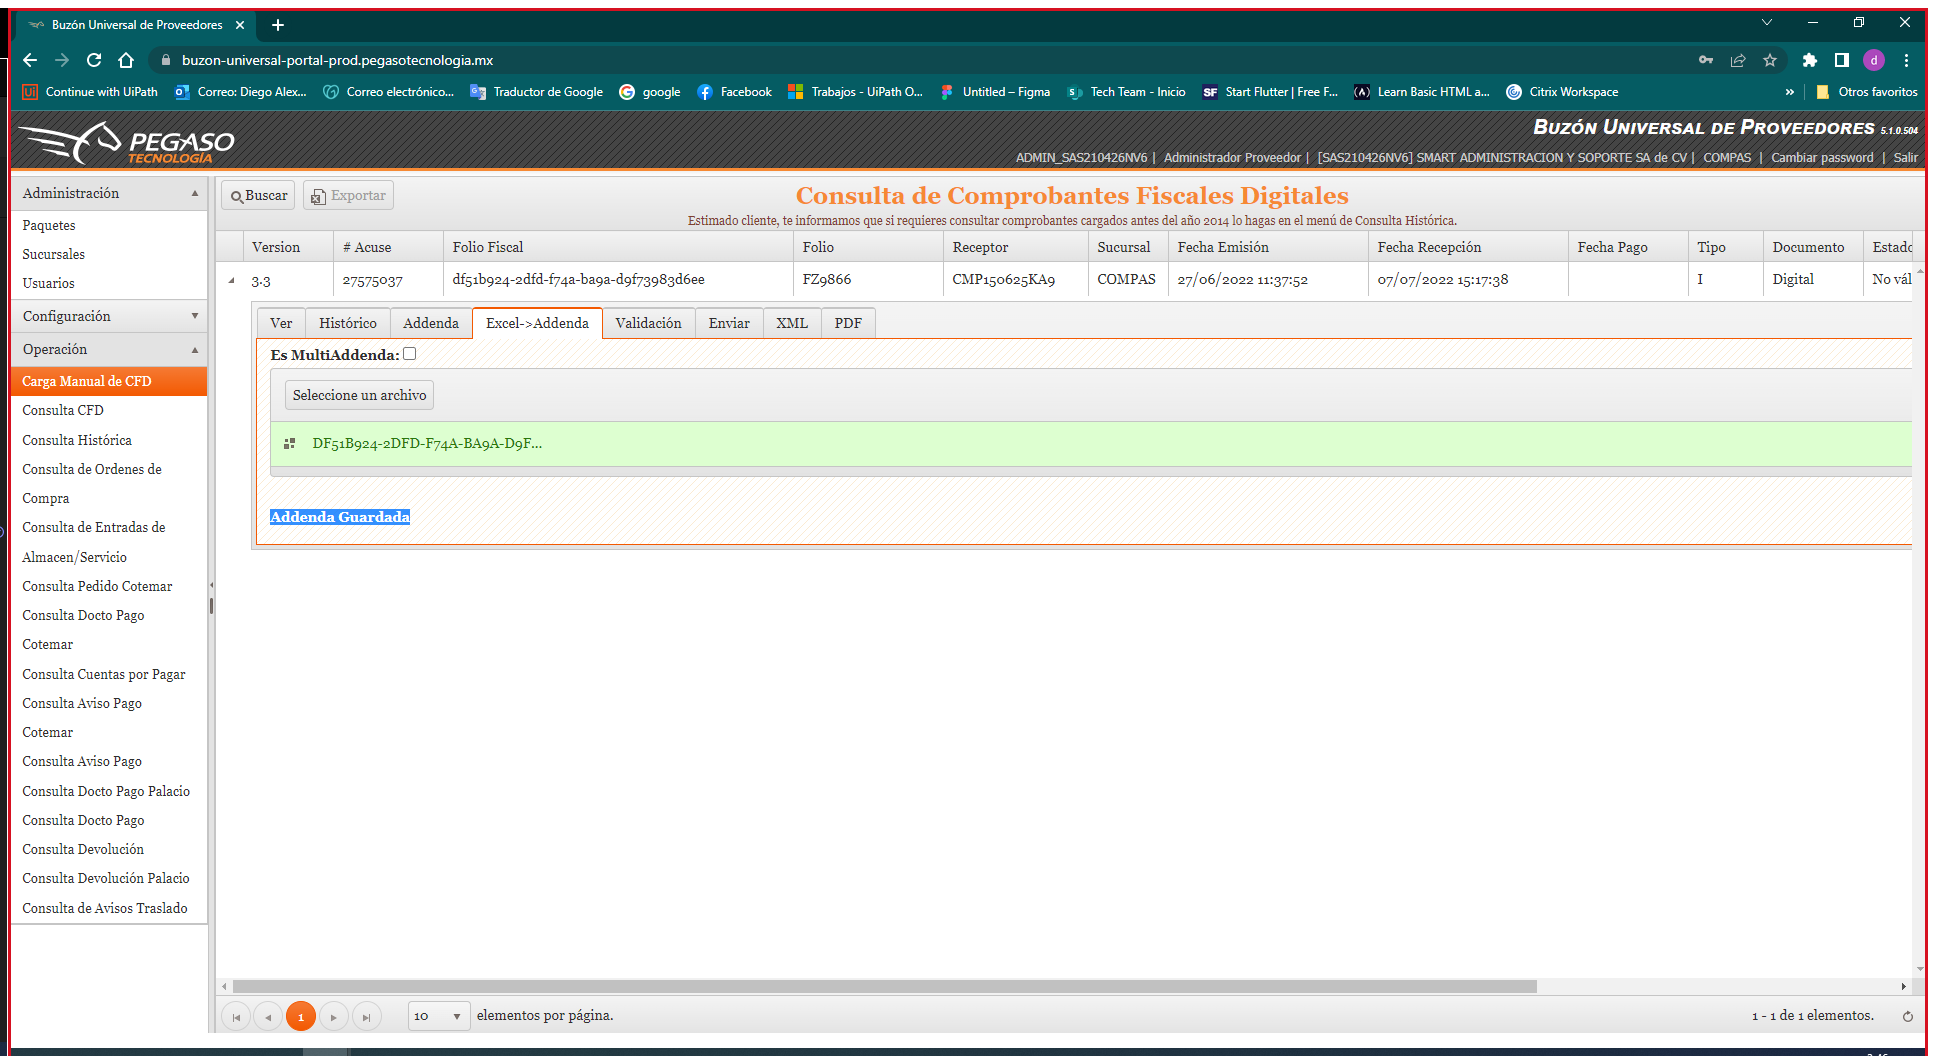 Buzón Universal de Proveedores
buzon-universal-portal-prod.pegasotecnologia.mx
d
Continue with UiPath
Correo: Diego Alex...
Correo electrónico...
Traductor de Google
google
Facebook
Trabajos - UiPath O...
Untitled – Figma
Tech Team - Inicio
SF Start Flutter | Free F...
Learn Basic HTML a...
Citrix Workspace
»
Otros favoritos
PEGASO
TECNOLOGÍA
BUZÓN UNIVERSAL DE PROVEEDORES 5.1.0.504
ADMIN_SAS210426NV6 | Administrador Proveedor | [SAS210426NV6] SMART ADMINISTRACION Y SOPORTE SA de CV | COMPAS | Cambiar password | Salir
Administración
Paquetes
Sucursales
Usuarios
Configuración
Operación
Carga Manual de CFD
Consulta CFD
Consulta Histórica
Consulta de Ordenes de
Compra
Consulta de Entradas de
Almacen/Servicio
Consulta Pedido Cotemar
Consulta Docto Pago
Cotemar
Consulta Cuentas por Pagar
Consulta Aviso Pago
Cotemar
Consulta Aviso Pago
Consulta Docto Pago Palacio
Consulta Docto Pago
Consulta Devolución
Consulta Devolución Palacio
Consulta de Avisos Traslado
Buscar
Exportar
Consulta de Comprobantes Fiscales Digitales
Estimado cliente, te informamos que si requieres consultar comprobantes cargados antes del año 2014 lo hagas en el menú de Consulta Histórica.
Version # Acuse Folio Fiscal Folio Receptor Sucursal Fecha Emisión Fecha Recepción Fecha Pago Tipo Documento Estado
3.3 27575037 df51b924-2dfd-f74a-ba9a-d9f73983d6ee FZ9866 CMP150625KA9 COMPAS 27/06/2022 11:37:52 07/07/2022 15:17:38 I Digital No vál
Ver Histórico Addenda Excel->Addenda Validación Enviar XML PDF
Es MultiAddenda:
Seleccione un archivo
DF51B924-2DFD-F74A-BA9A-D9F...
Addenda Guardada
1
10
elementos por página.
1 - 1 de 1 elementos.